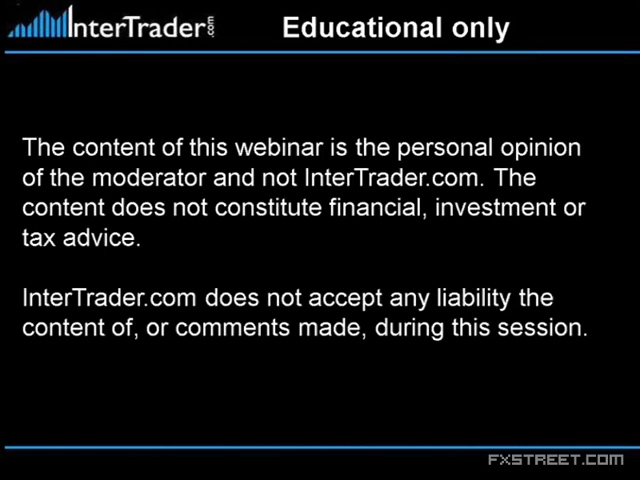 InterTrader.com
Educational only
The content of this webinar is the personal opinion
of the moderator and not InterTrader.com. The
content does not constitute financial, investment or
tax advice.
InterTrader.com does not accept any liability the
content of, or comments made, during this session.
FXSTREET.COM